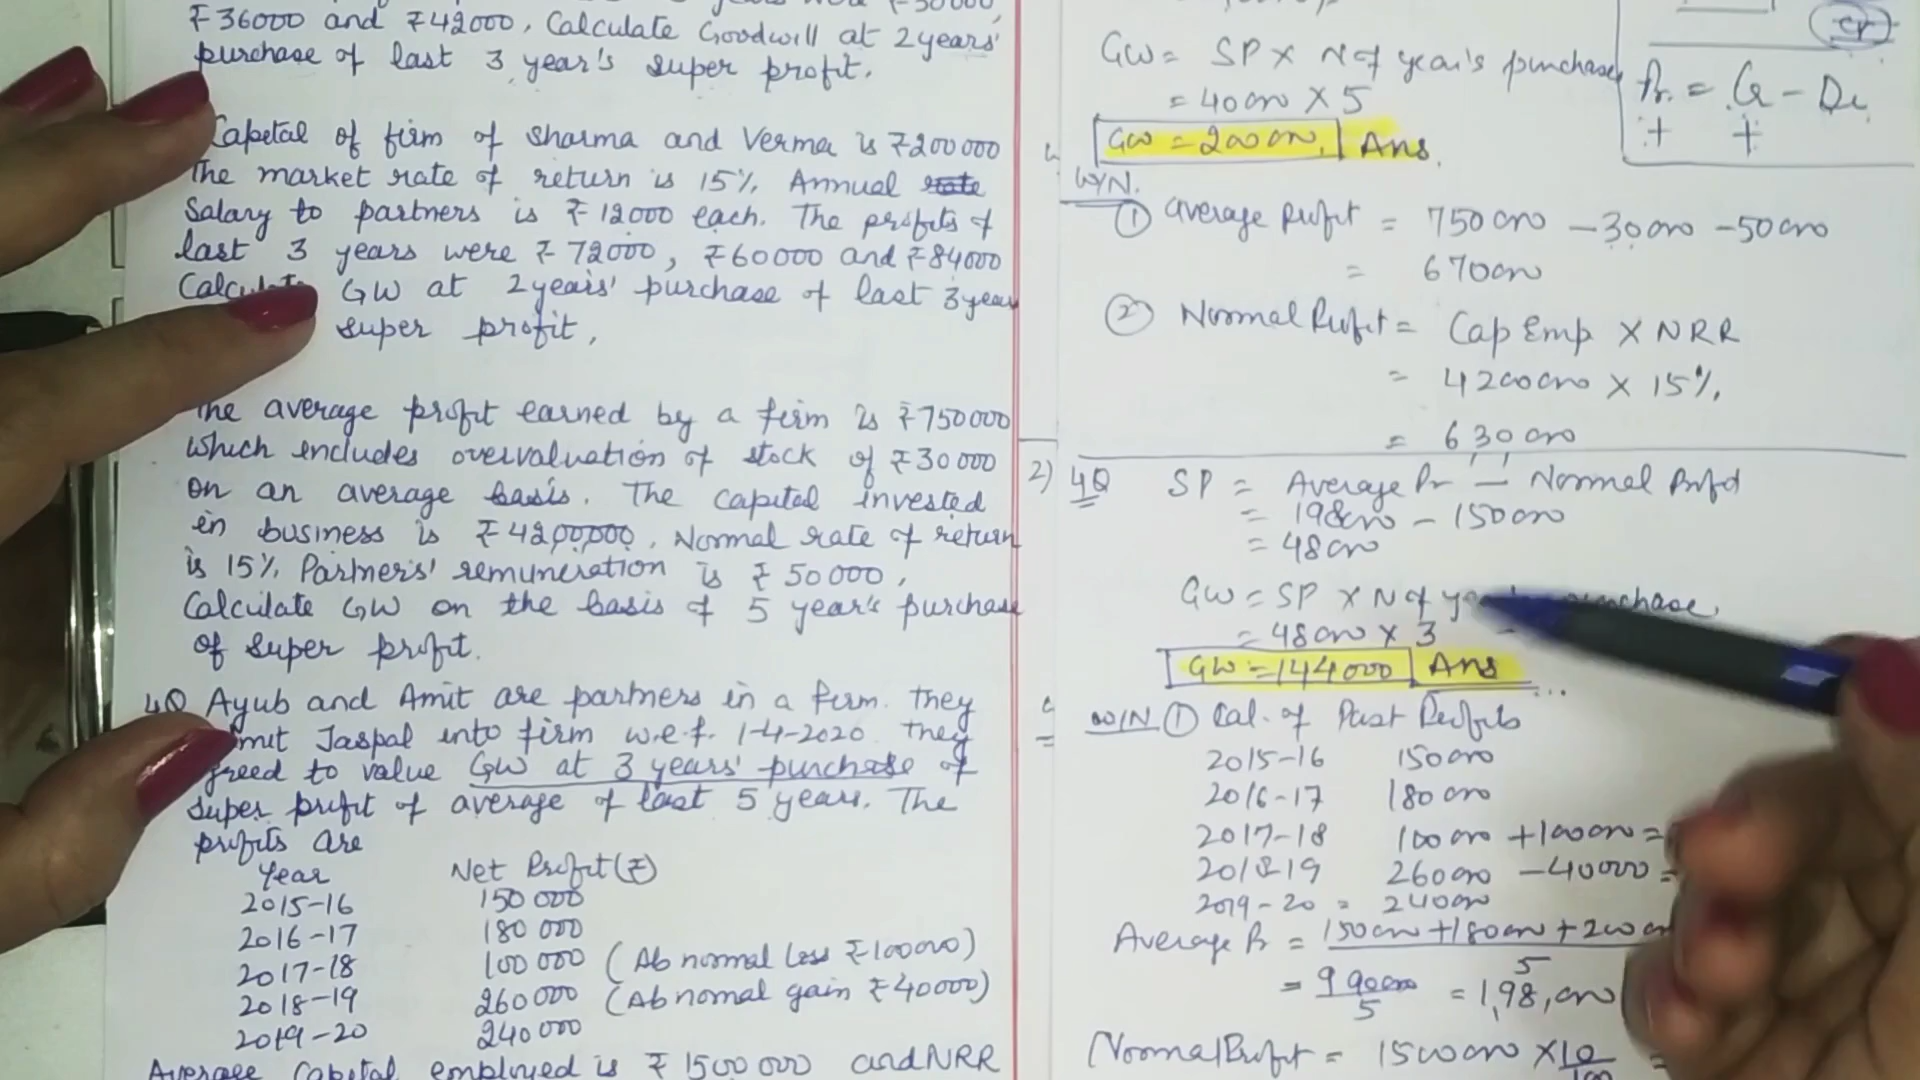 ₹36000 and ₹42000, Calculate Goodwill at 2 years'
purchase of last 3 year's super profit.
Capetal of firm of Sharma and Verma is ₹200000
The market rate of return is 15%. Annual
Salary to partners is ₹12000 each. The profits of
last 3 years were ₹72000, ₹60000 and ₹84000
Calculate GW at 2 years' purchase of last 3 year
super profit.
The average profit earned by a firm is ₹750000
which includes overvaluation of stock of ₹30000
on an average basis. The capital invested
in business is ₹4200,000. Normal rate of return
is 15%. Partners' remuneration is ₹50000,
Calculate GW on the basis of 5 year's purchase
of super profit.
4Q Ayub and Amit are partners in a firm. they
Jaspal into firm w.e.f. 1-4-2020 they
greed to value GW at 3 years' purchase of
super profit of average of last 5 years. The
profits are
Year Net Profit(₹)
2015-16 150000
2016-17 180000
2017-18 100000 (Ab normal loss ₹100000)
2018-19 260000 (Abnomal gain ₹40000)
2019-20 240000
Average Capital employed is ₹1500000 and NRR
GW = SP X N of year's purchase
= 40000 X 5
GW = 200000. Ans.
cr
Pr. = G - Dr
+ +
W/N.
① average Profit = 750000 - 30000 - 50000
= 670000
② Normal Profit = Cap Emp X NRR
= 4200000 X 15%.
= 630000
2) 4Q SP = Average Pr - Normal Profit
= 198000 - 150000
= 48000
GW = SP X N of purchase
= 48000 X 3
GW = 144000 Ans
W/N ① Cal. of Past Profits
2015-16 150000
2016-17 180000
2017-18 100000 + 100000 =
2018-19 260000 - 40000 =
2019-20 = 240000
Average Pr = 150000 + 180000 + 200
5
= 990000 = 1,98,000
5
Normal Profit = 1500000 X 10 =
100